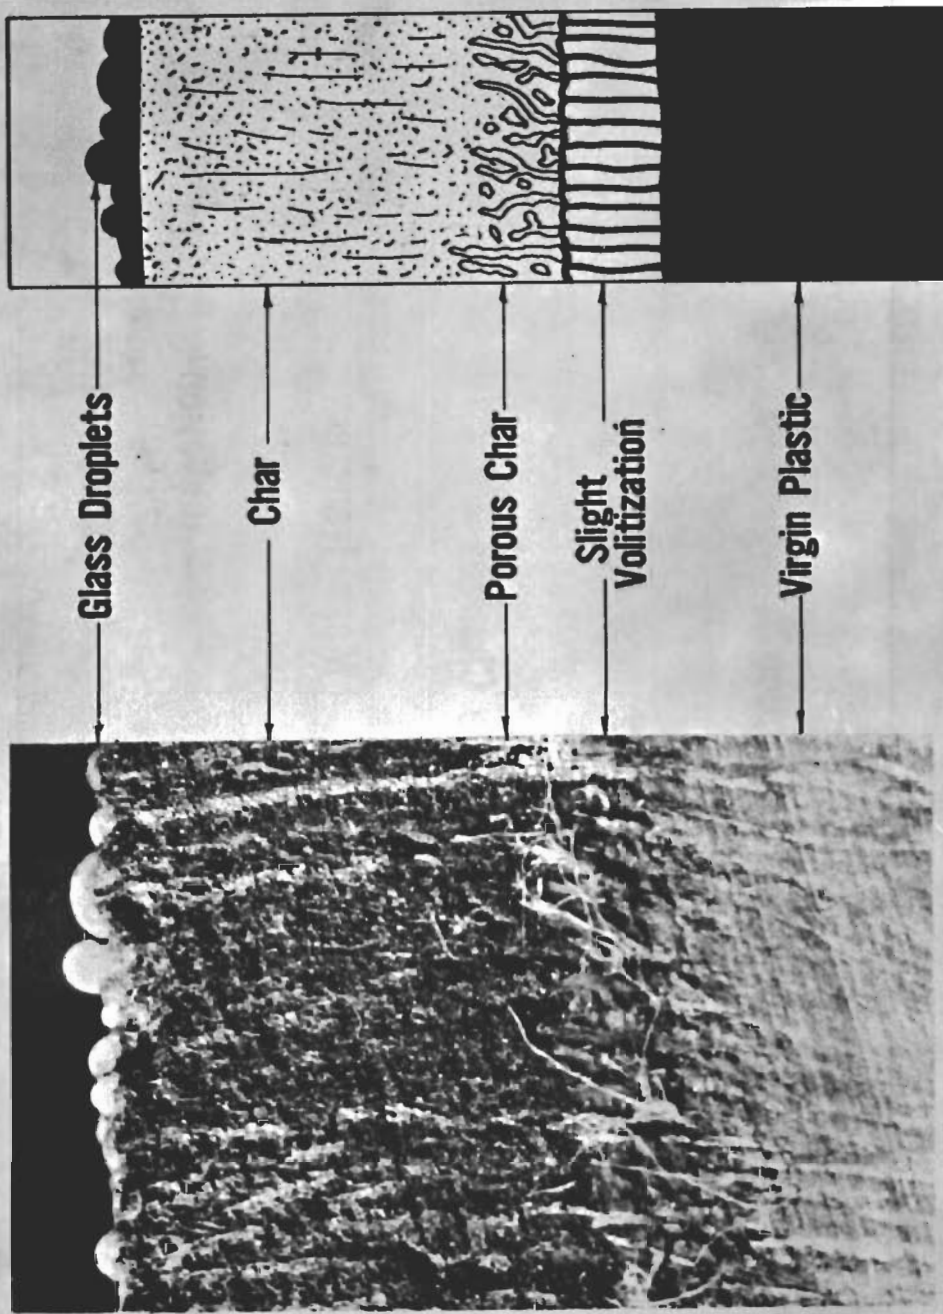 Glass Droplets
Char
Porous Char
Slight
Volitization
Virgin Plastic